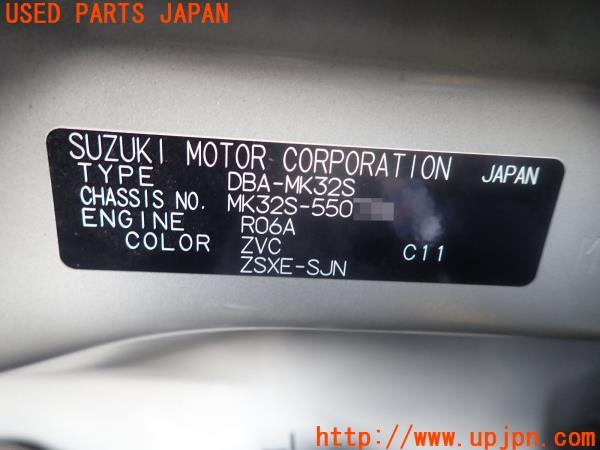 USED PARTS JAPAN
SUZUKI MOTOR CORPORATION JAPAN
TYPE DBA-MK32S
CHASSIS NO. MK32S-550
ENGINE R06A
COLOR ZVC C11
ZSXE-SJN
UPJ
http://www.upjpn.com